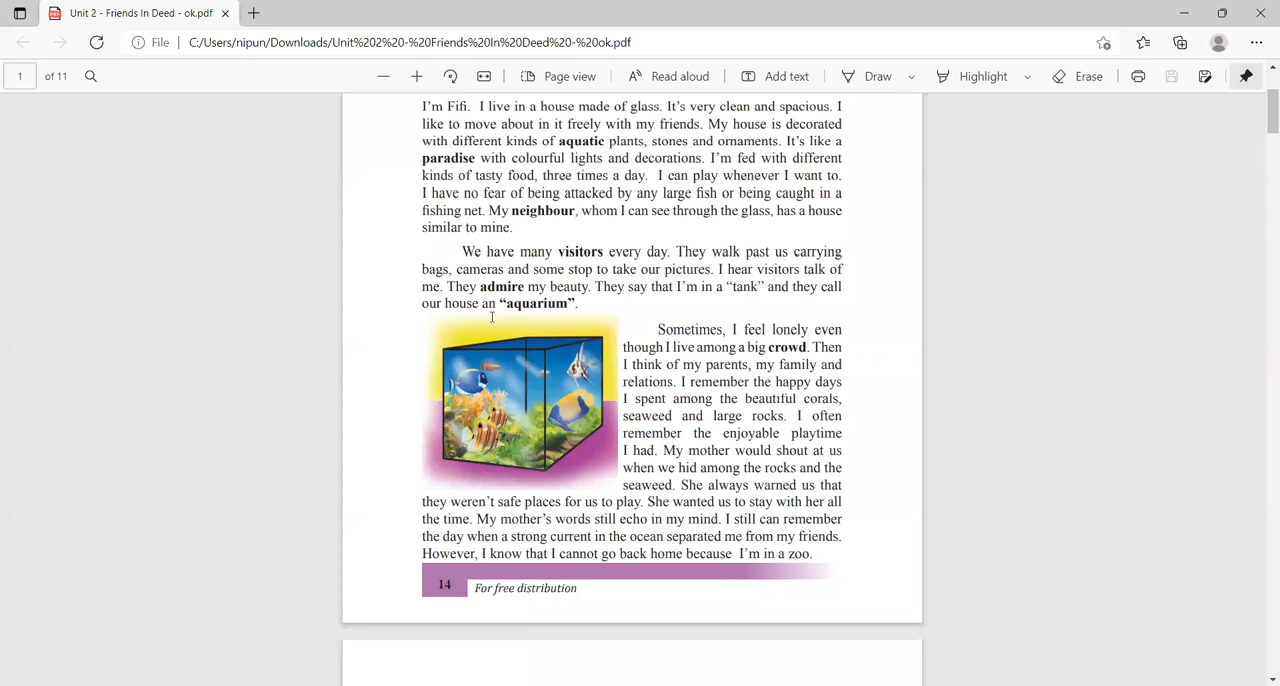 Unit 2 - Friends In Deed - ok.pdf
File C:/Users/nipun/Downloads/Unit%202%20-%20Friends%20In%20Deed%20-%20ok.pdf
1 of 11 Page view Read aloud Add text Draw Highlight Erase
I'm Fifi. I live in a house made of glass. It's very clean and spacious. I
like to move about in it freely with my friends. My house is decorated
with different kinds of aquatic plants, stones and ornaments. It's like a
paradise with colourful lights and decorations. I'm fed with different
kinds of tasty food, three times a day. I can play whenever I want to.
I have no fear of being attacked by any large fish or being caught in a
fishing net. My neighbour, whom I can see through the glass, has a house
similar to mine.
We have many visitors every day. They walk past us carrying
bags, cameras and some stop to take our pictures. I hear visitors talk of
me. They admire my beauty. They say that I'm in a “tank” and they call
our house an “aquarium”.
Sometimes, I feel lonely even
though I live among a big crowd. Then
I think of my parents, my family and
relations. I remember the happy days
I spent among the beautiful corals,
seaweed and large rocks. I often
remember the enjoyable playtime
I had. My mother would shout at us
when we hid among the rocks and the
seaweed. She always warned us that
they weren't safe places for us to play. She wanted us to stay with her all
the time. My mother's words still echo in my mind. I still can remember
the day when a strong current in the ocean separated me from my friends.
However, I know that I cannot go back home because I'm in a zoo.
14 For free distribution